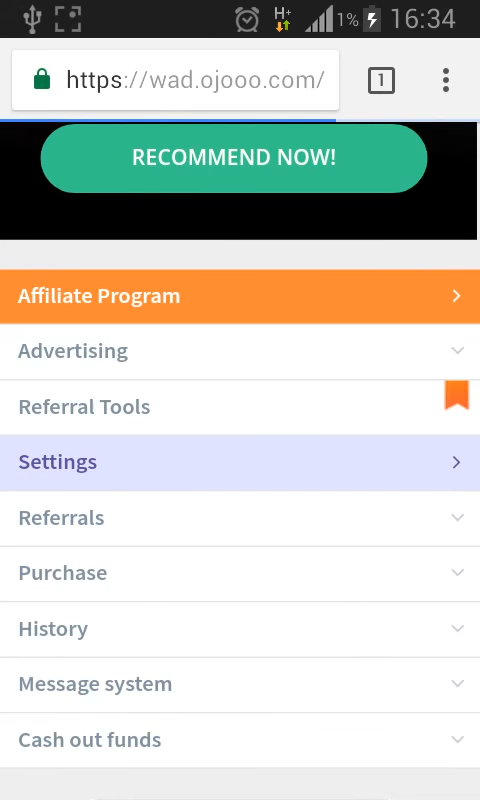 H+ 1% 16:34
https://wad.ojooo.com/ 1
RECOMMEND NOW!
Affiliate Program
Advertising
Referral Tools
Settings
Referrals
Purchase
History
Message system
Cash out funds